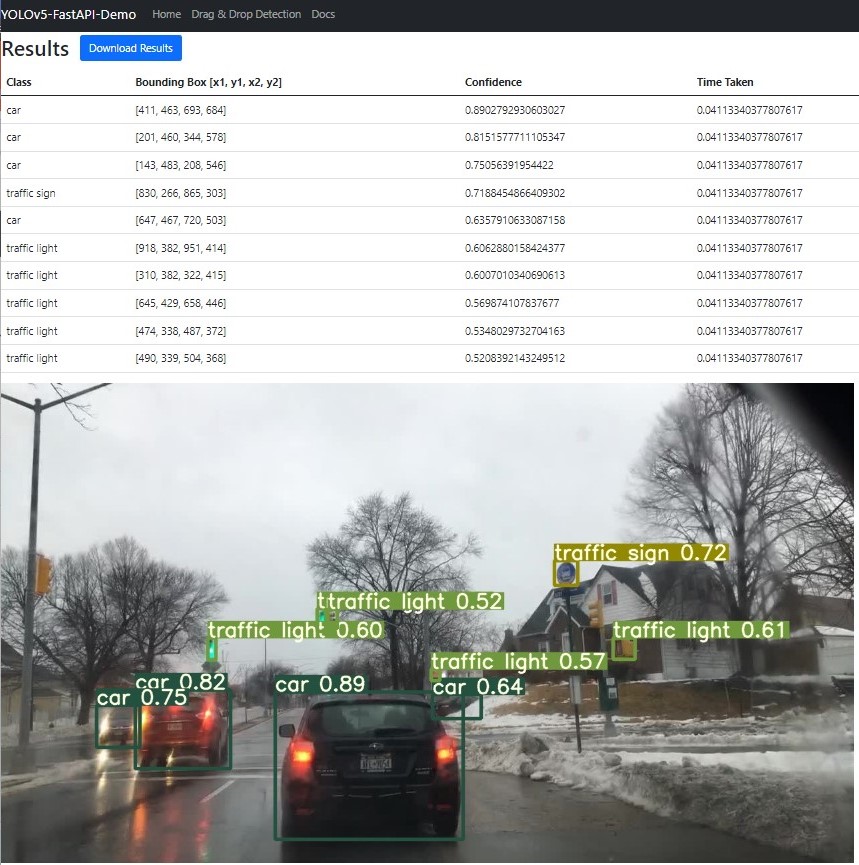 YOLOv5-FastAPI-Demo Home Drag & Drop Detection Docs
Results Download Results
Class Bounding Box [x1, y1, x2, y2] Confidence Time Taken
car [411, 463, 693, 684] 0.8902792930603027 0.04113340377807617
car [201, 460, 344, 578] 0.8151577711105347 0.04113340377807617
car [143, 483, 208, 546] 0.75056391954422 0.04113340377807617
traffic sign [830, 266, 865, 303] 0.7188454866409302 0.04113340377807617
car [647, 467, 720, 503] 0.6357910633087158 0.04113340377807617
traffic light [918, 382, 951, 414] 0.6062880158424377 0.04113340377807617
traffic light [310, 382, 322, 415] 0.6007010340690613 0.04113340377807617
traffic light [645, 429, 658, 446] 0.569874107837677 0.04113340377807617
traffic light [474, 338, 487, 372] 0.5348029732704163 0.04113340377807617
traffic light [490, 339, 504, 368] 0.5208392143249512 0.04113340377807617
traffic sign 0.72
traffic light 0.52
traffic light 0.60
traffic light 0.61
traffic light 0.57
car 0.82
car 0.89
car 0.64
car 0.75